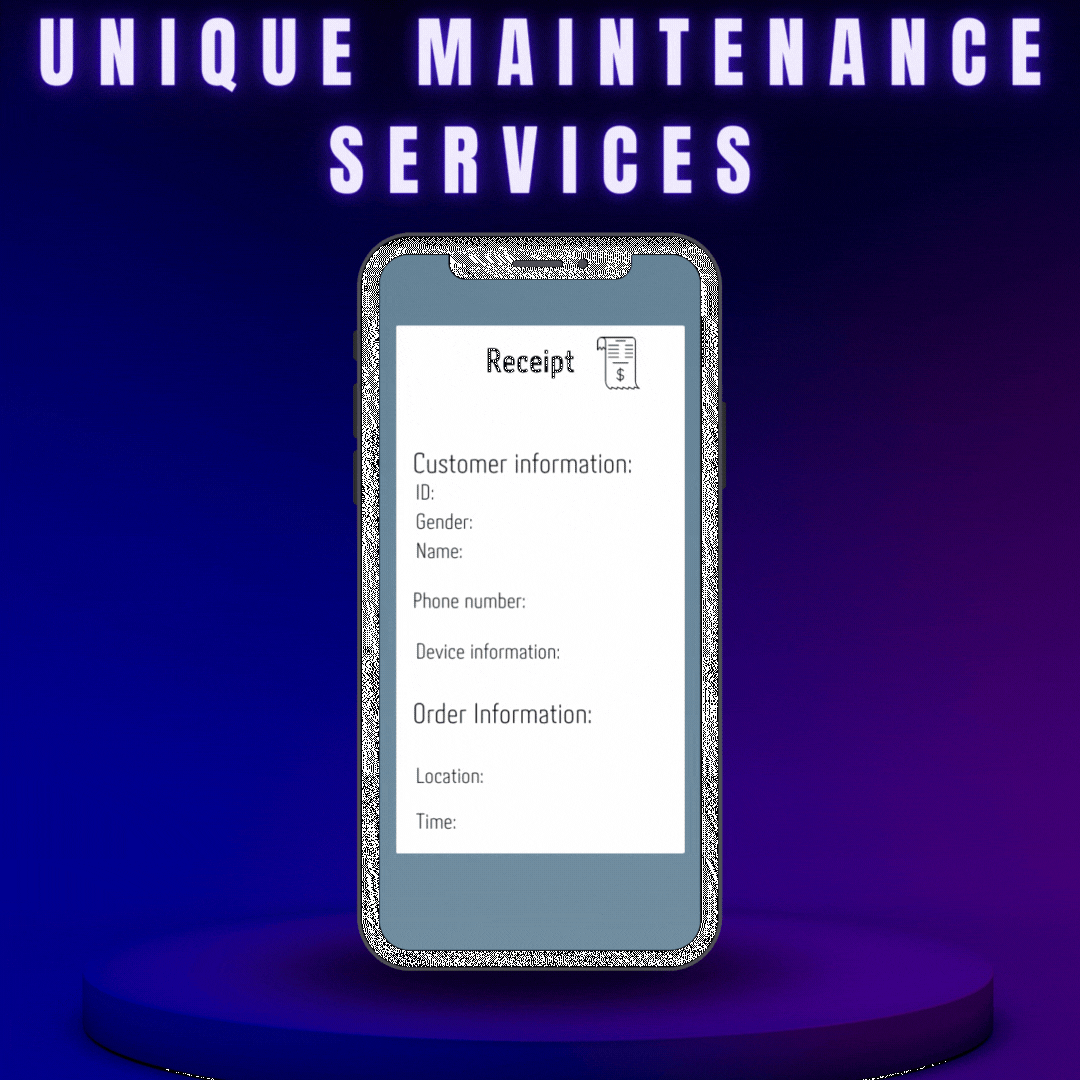 UNIQUE MAINTENANCE
SERVICES
Receipt
$
Customer information:
ID:
Gender:
Name:
Phone number:
Device information:
Order Information:
Location:
Time: